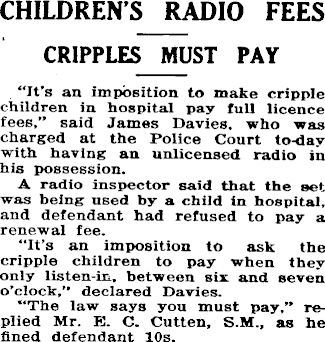 CHILDREN'S RADIO FEES
CRIPPLES MUST PAY
"It's an imposition to make cripple
children in hospital pay full licence
fees," said James Davies, who was
charged at the Police Court to-day
with having an unlicensed radio in
his possession.
A radio inspector said that the set
was being used by a child in hospital,
and defendant had refused to pay a
renewal fee.
"It's an imposition to ask the
cripple children to pay when they
only listen-in, between six and seven
o'clock," declared Davies.
"The law says you must pay," re-
plied Mr. E. C. Cutten, S.M., as he
fined defendant 10s.